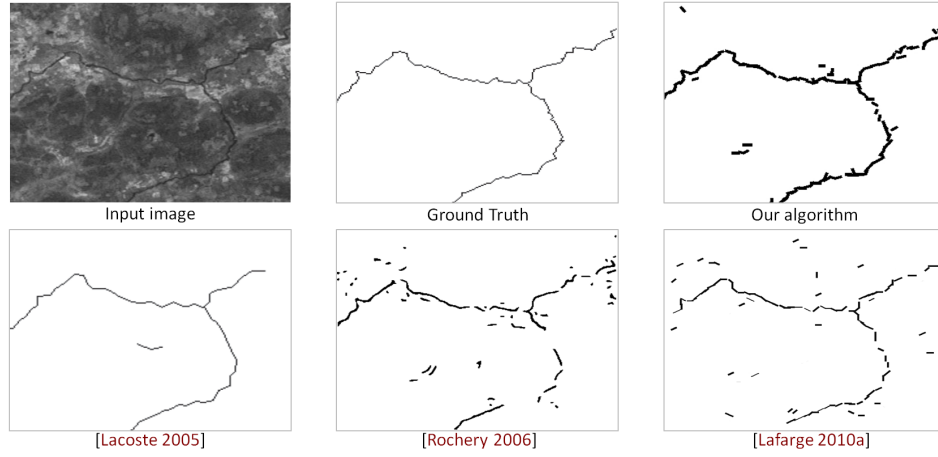 Input image
Ground Truth
Our algorithm
[Lacoste 2005]
[Rochery 2006]
[Lafarge 2010a]